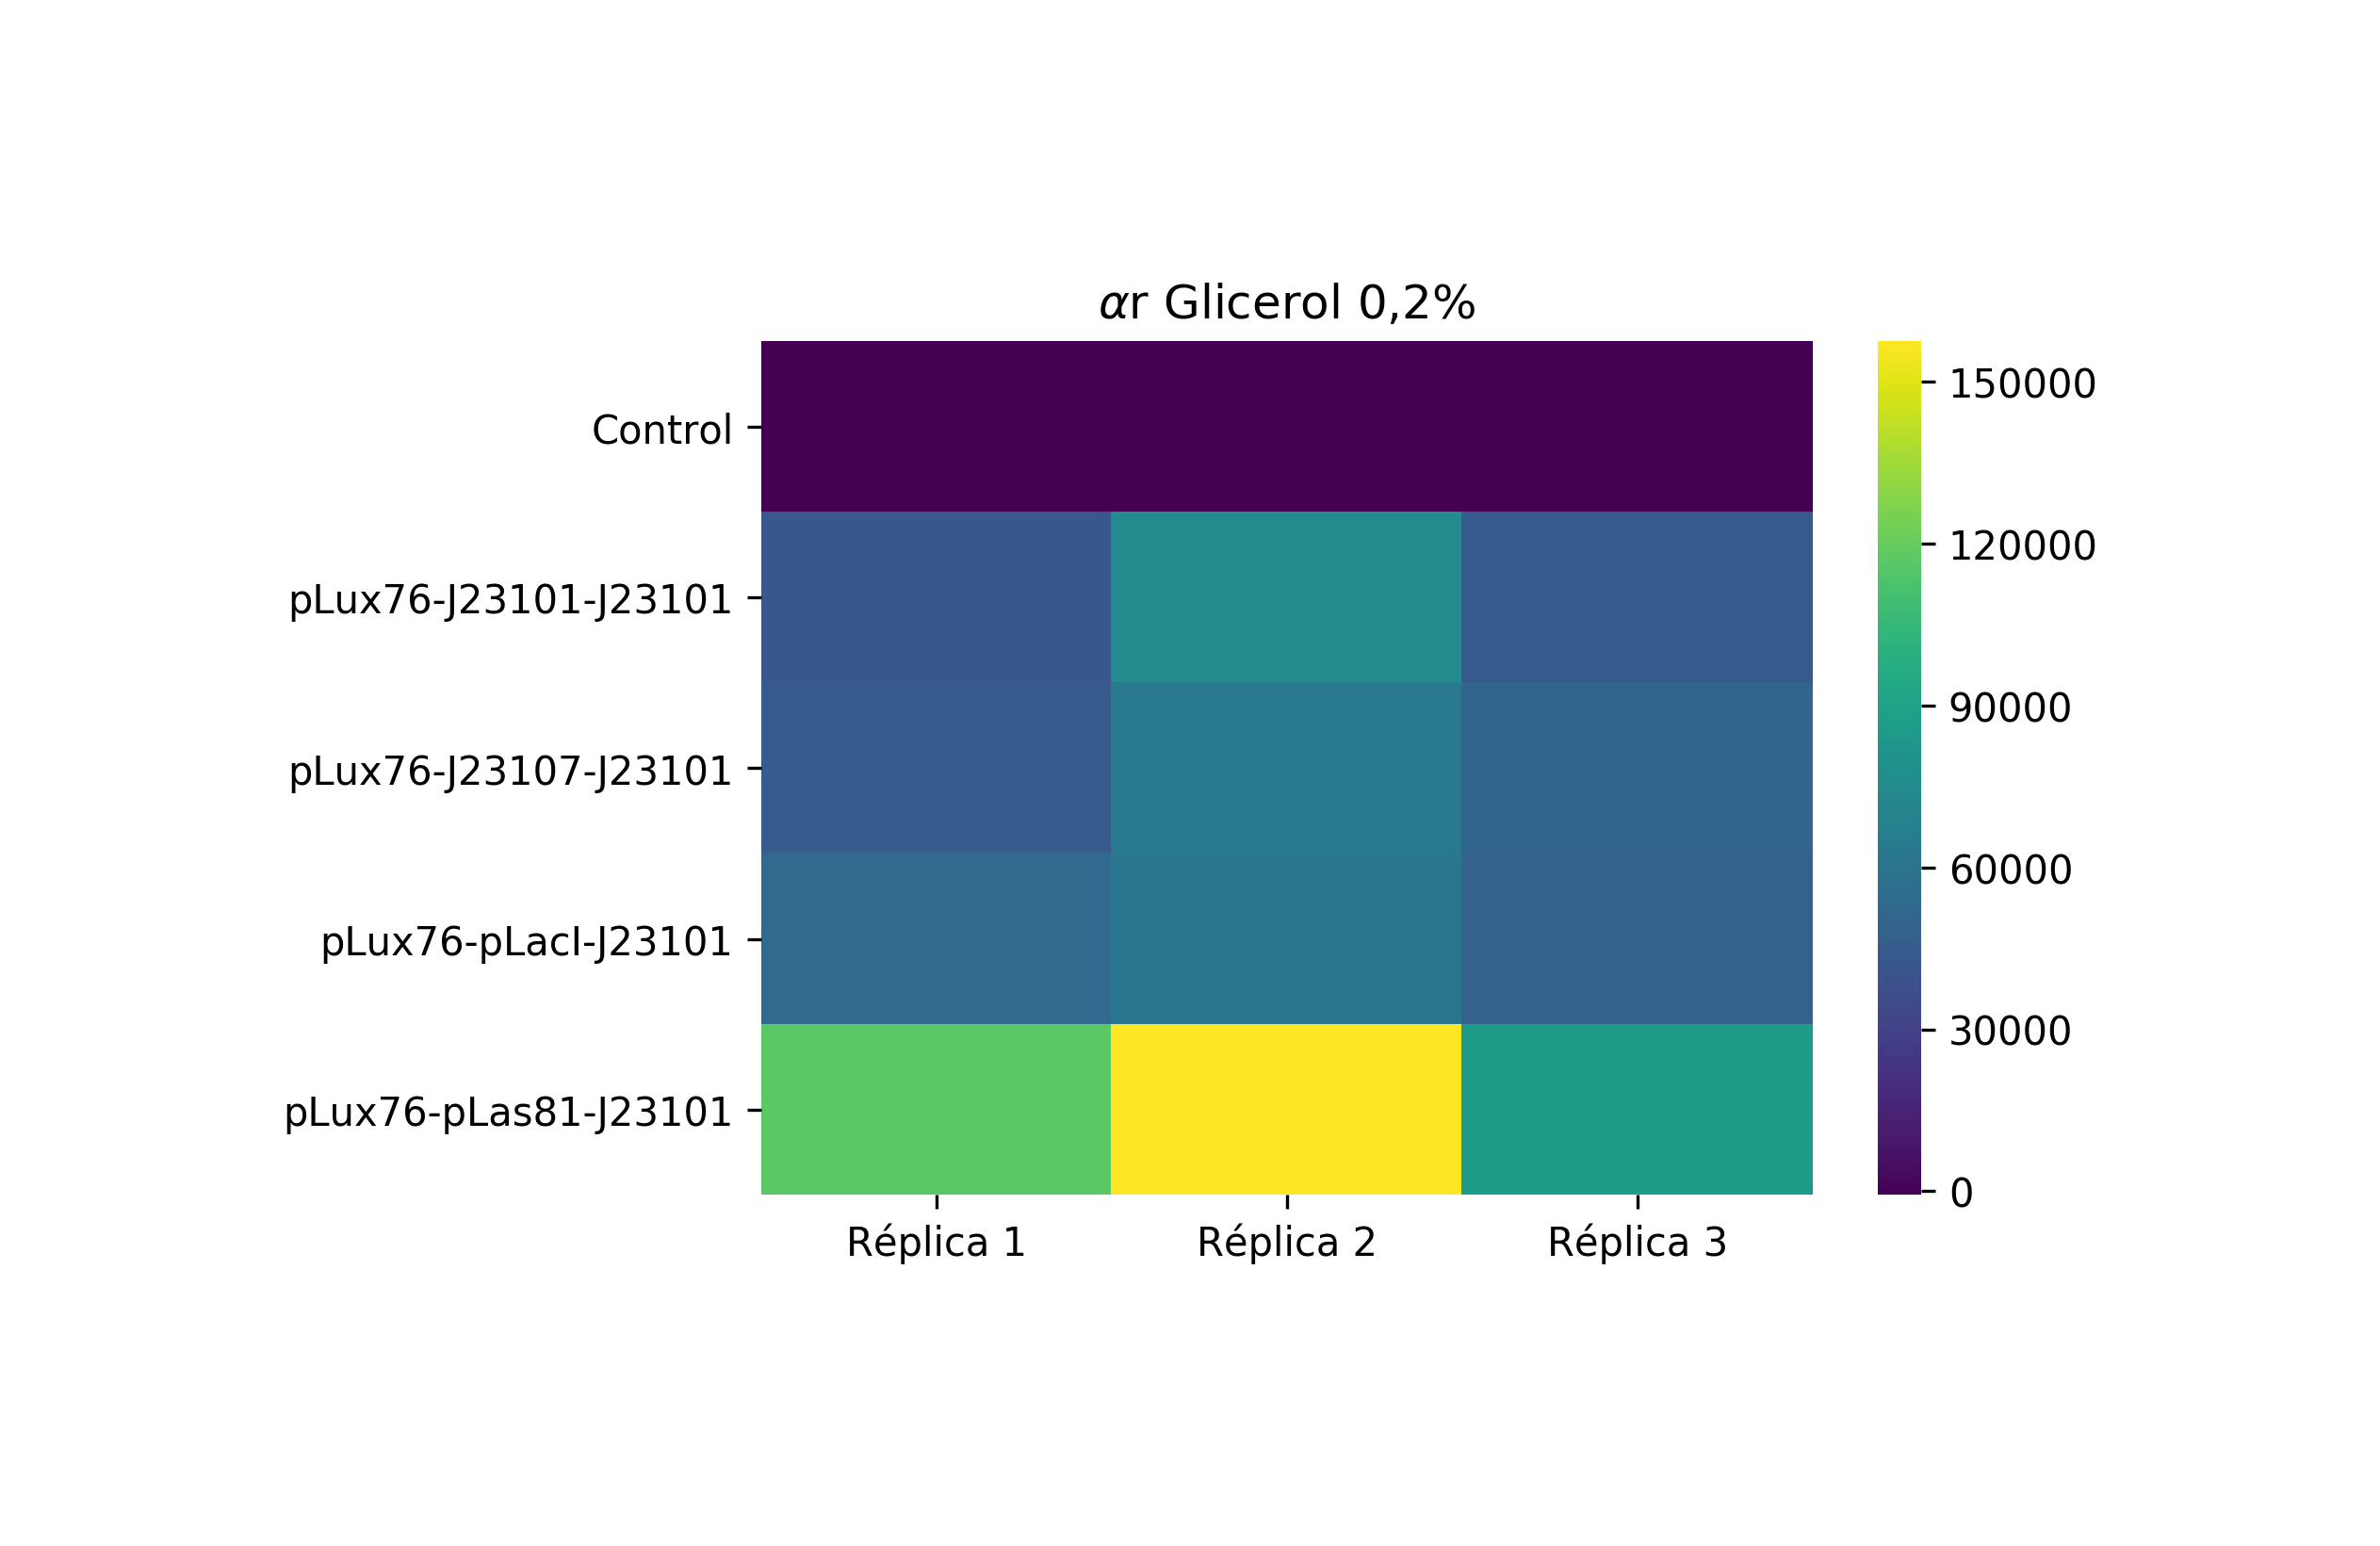 αr Glicerol 0,2%
Control
pLux76-J23101-J23101
pLux76-J23107-J23101
pLux76-pLacI-J23101
pLux76-pLas81-J23101
Réplica 1
Réplica 2
Réplica 3
150000
120000
90000
60000
30000
0